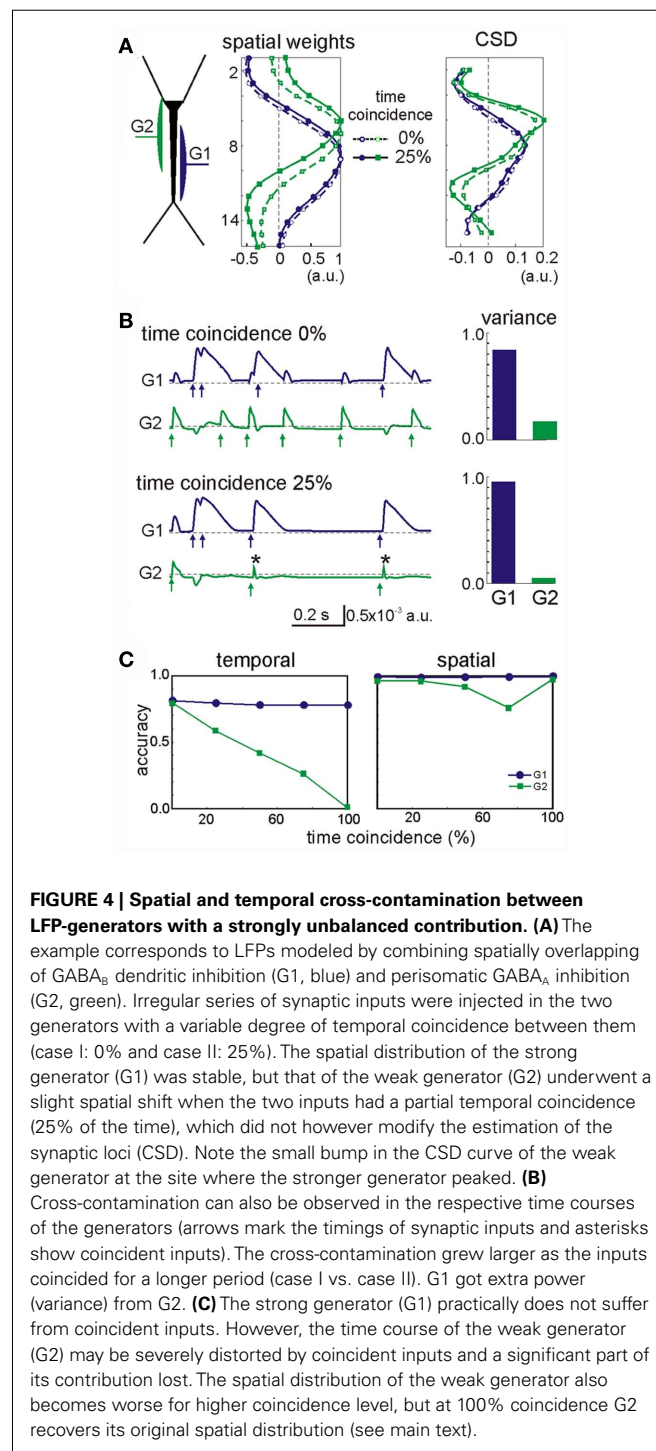 A
spatial weights
CSD
2
8
14
G2
G1
time
coincidence
0%
25%
-0.5 0 0.5 1
(a.u.)
-0.1 0 0.1 0.2
(a.u.)
B
time coincidence 0%
variance
G1
G2
1.0
0.0
time coincidence 25%
G1
G2
* *
0.2 s 0.5x10⁻³ a.u.
1.0
0.0
G1 G2
C
temporal
spatial
accuracy
1.0
0.5
0.0
20 60 100
20 60 100
G1
G2
time coincidence (%)
FIGURE 4 | Spatial and temporal cross-contamination between
LFP-generators with a strongly unbalanced contribution. (A) The
example corresponds to LFPs modeled by combining spatially overlapping
of GABA_B dendritic inhibition (G1, blue) and perisomatic GABA_A inhibition
(G2, green). Irregular series of synaptic inputs were injected in the two
generators with a variable degree of temporal coincidence between them
(case I: 0% and case II: 25%). The spatial distribution of the strong
generator (G1) was stable, but that of the weak generator (G2) underwent a
slight spatial shift when the two inputs had a partial temporal coincidence
(25% of the time), which did not however modify the estimation of the
synaptic loci (CSD). Note the small bump in the CSD curve of the weak
generator at the site where the stronger generator peaked. (B)
Cross-contamination can also be observed in the respective time courses
of the generators (arrows mark the timings of synaptic inputs and asterisks
show coincident inputs). The cross-contamination grew larger as the inputs
coincided for a longer period (case I vs. case II). G1 got extra power
(variance) from G2. (C) The strong generator (G1) practically does not suffer
from coincident inputs. However, the time course of the weak generator
(G2) may be severely distorted by coincident inputs and a significant part of
its contribution lost. The spatial distribution of the weak generator also
becomes worse for higher coincidence level, but at 100% coincidence G2
recovers its original spatial distribution (see main text).